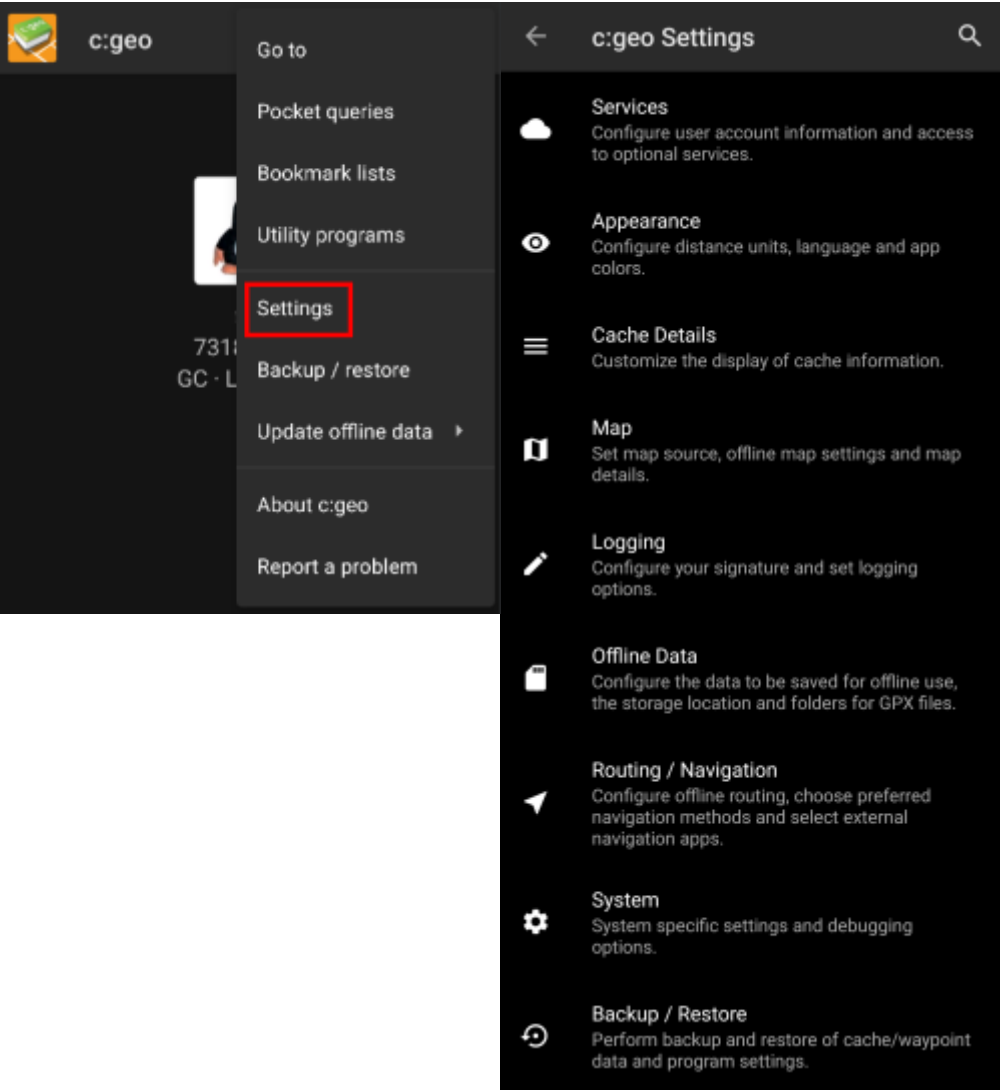 c:geo
Go to
Pocket queries
Bookmark lists
Utility programs
Settings
7318
Backup / restore
GC · L
Update offline data
About c:geo
Report a problem
c:geo Settings
Services
Configure user account information and access
to optional services.
Appearance
Configure distance units, language and app
colors.
Cache Details
Customize the display of cache information.
Map
Set map source, offline map settings and map
details.
Logging
Configure your signature and set logging
options.
Offline Data
Configure the data to be saved for offline use,
the storage location and folders for GPX files.
Routing / Navigation
Configure offline routing, choose preferred
navigation methods and select external
navigation apps.
System
System specific settings and debugging
options.
Backup / Restore
Perform backup and restore of cache/waypoint
data and program settings.